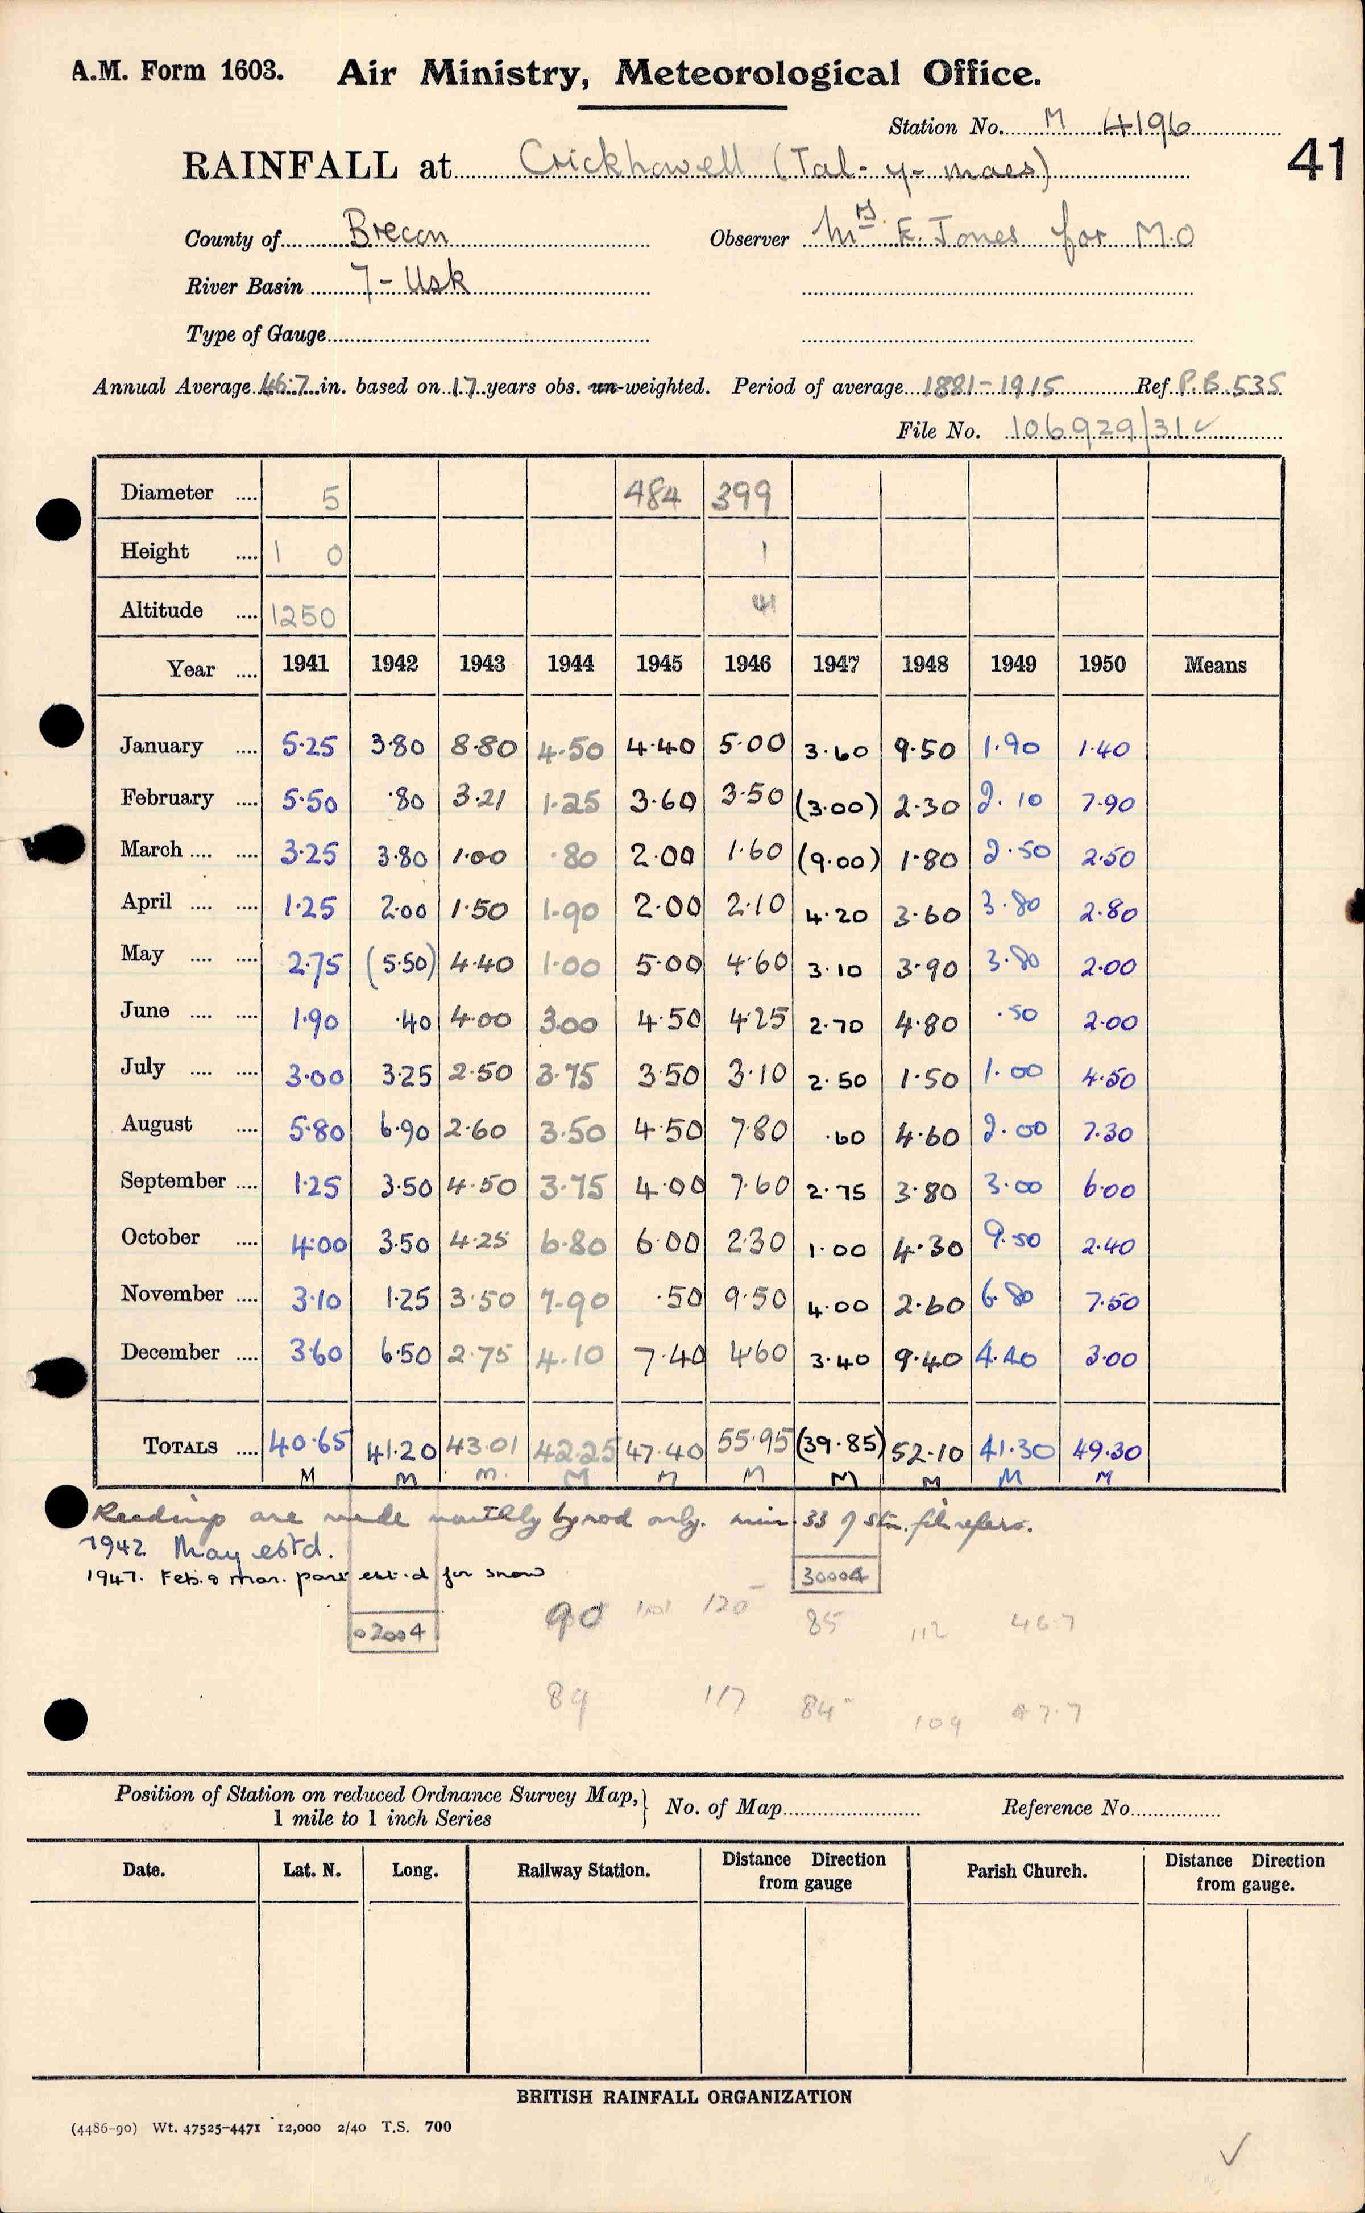 A.M. Form 1603. Air Ministry, Meteorological Office.
Station No. M 4196
41
RAINFALL at Crickhowell (Tal-y-maes)
County of Brecon Observer Mrs E. Jones for M.O
River Basin 7-Usk
Type of Gauge
Annual Average 46.7 in. based on 17 years obs. un-weighted. Period of average 1881-1915 Ref. P.B. 535
File No. 106929/31 ✓
Diameter .... 5 484 399
Height .... 1 0 1
Altitude .... 1250 41
Year .... 1941 1942 1943 1944 1945 1946 1947 1948 1949 1950 Means
January .... 5.25 3.80 8.80 4.50 4.40 5.00 3.60 9.50 1.90 1.40
February .... 5.50 .80 3.21 1.25 3.60 3.50 (3.00) 2.30 2.10 7.90
March .... .... 3.25 3.80 1.00 .80 2.00 1.60 (9.00) 1.80 2.50 2.50
April .... .... 1.25 2.00 1.50 1.90 2.00 2.10 4.20 3.60 3.80 2.80
May .... .... 2.75 (5.50) 4.40 1.00 5.00 4.60 3.10 3.90 3.80 2.00
June .... .... 1.90 .40 4.00 3.00 4.50 4.25 2.70 4.80 .50 2.00
July .... .... 3.00 3.25 2.50 3.75 3.50 3.10 2.50 1.50 1.00 4.50
August .... 5.80 6.90 2.60 3.50 4.50 7.80 .60 4.60 2.00 7.30
September .... 1.25 3.50 4.50 3.75 4.00 7.60 2.75 3.80 3.00 6.00
October .... 4.00 3.50 4.25 6.80 6.00 2.30 1.00 4.30 9.50 2.40
November .... 3.10 1.25 3.50 7.90 .50 9.50 4.00 2.60 6.80 7.50
December .... 3.60 6.50 2.75 4.10 7.40 4.60 3.40 9.40 4.40 3.00
TOTALS .... 40.65 41.20 43.01 42.25 47.40 55.95 (39.85) 52.10 41.30 49.30
M M M. M M M M M M M
Readings are made monthly by rod only. min. 33 of stn. file refers.
1942 May est'd.
1947. Feb. & Mar. part est.d for snow
30004
02004
90 101 120 85 112 46.7
89 117 84 109 47.7
Position of Station on reduced Ordnance Survey Map, No. of Map Reference No.
1 mile to 1 inch Series
Date. Lat. N. Long. Railway Station. Distance Direction from gauge Parish Church. Distance Direction from gauge.
BRITISH RAINFALL ORGANIZATION
(4486-90) Wt. 47525-4471 12,000 2/40 T.S. 700
✓